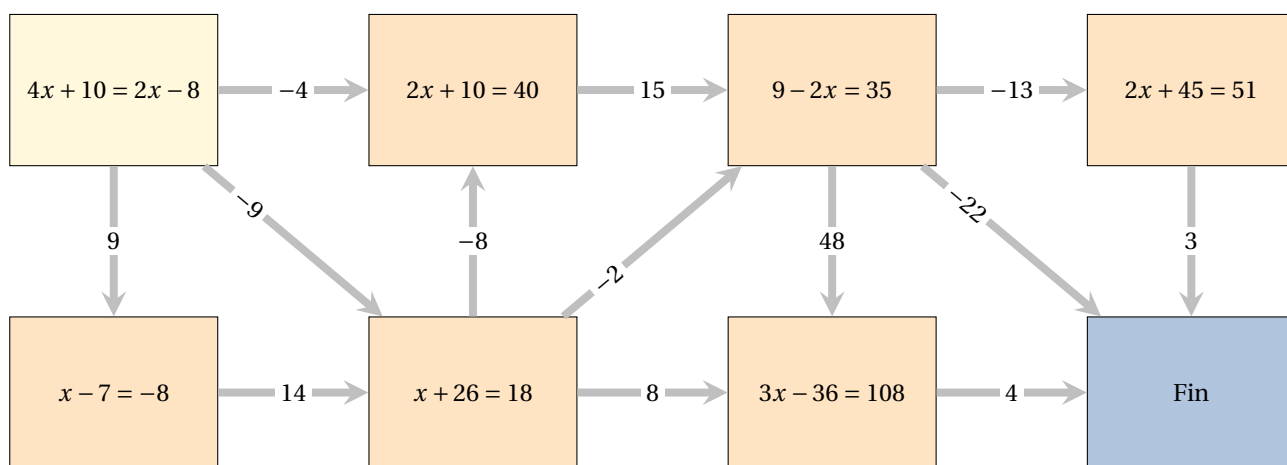 4x + 10 = 2x − 8
−4
2x + 10 = 40
15
9 − 2x = 35
−13
2x + 45 = 51
9
−9
−8
−2
48
−22
3
x − 7 = −8
14
x + 26 = 18
8
3x − 36 = 108
4
Fin